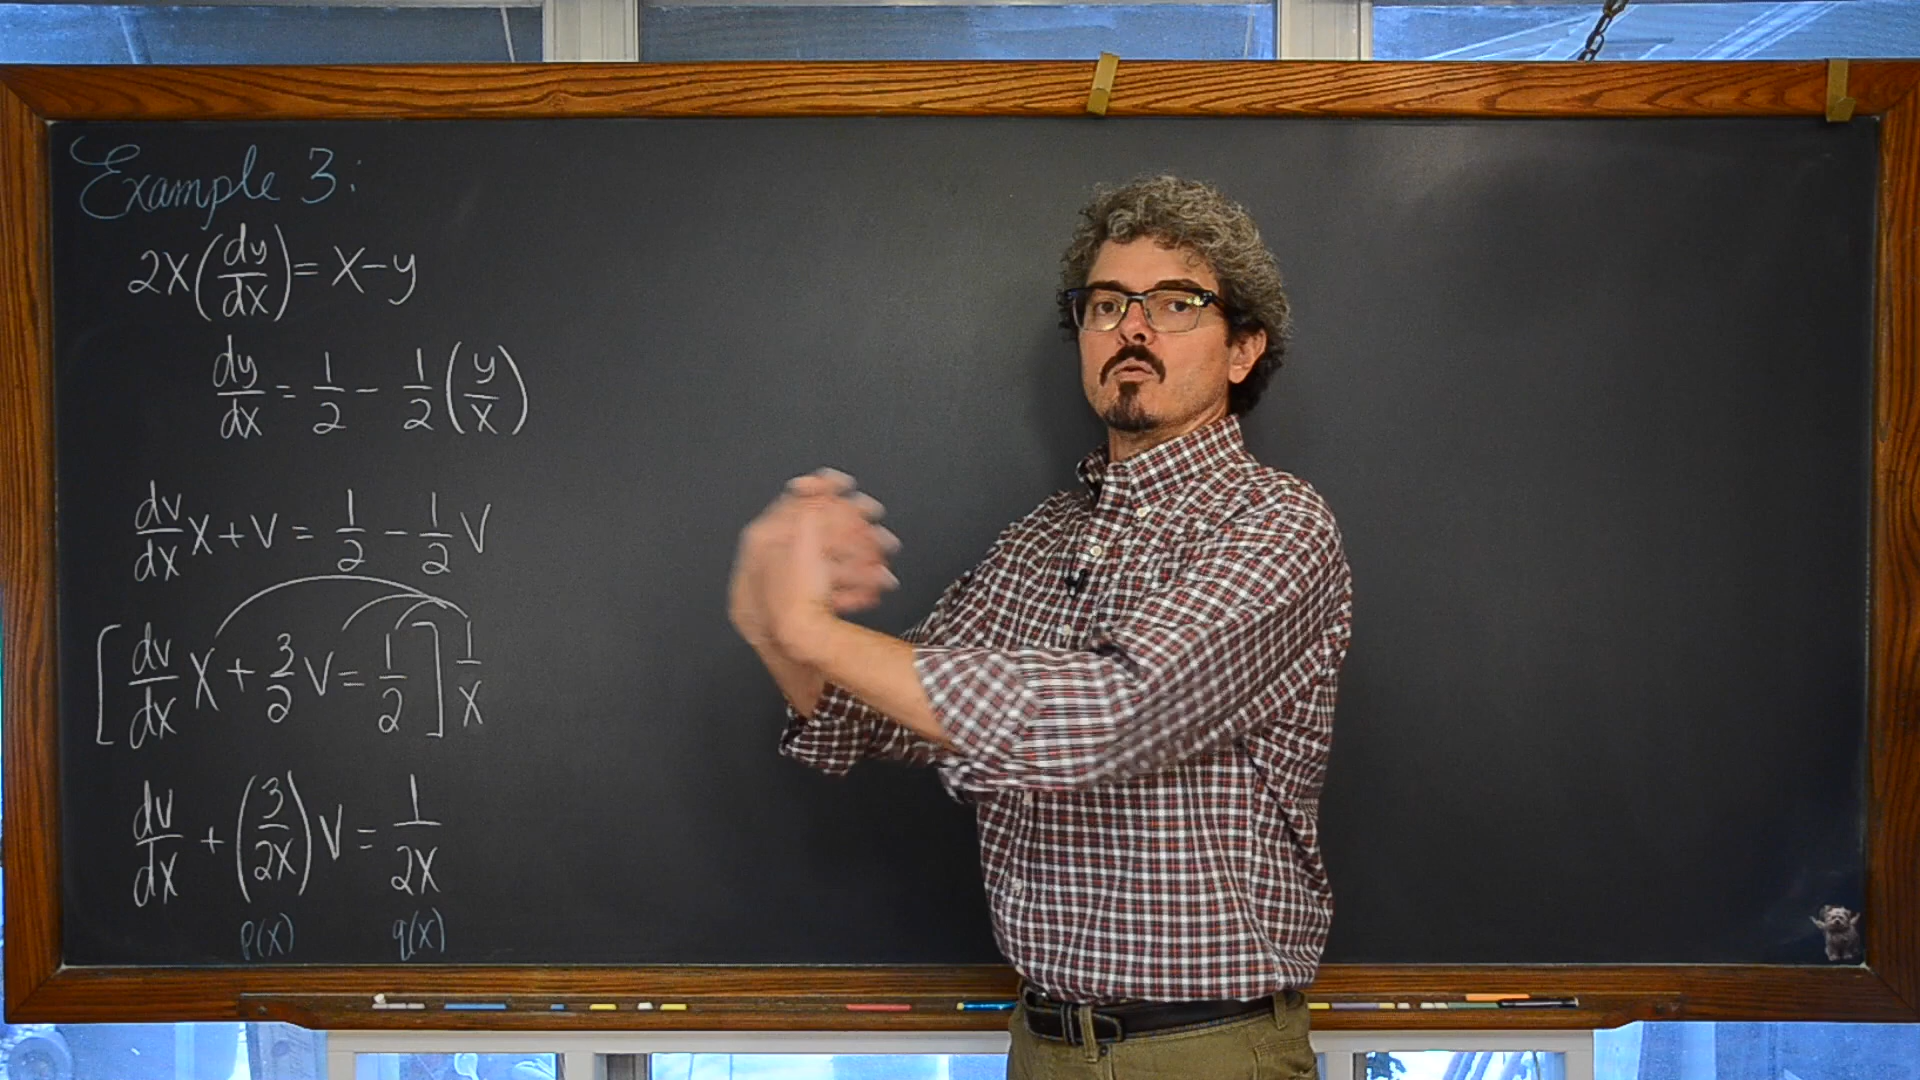 Example 3:
2x(dy/dx) = x-y
dy/dx = 1/2 - 1/2(y/x)
dv/dx x + v = 1/2 - 1/2 v
[dv/dx x + 3/2 v = 1/2] 1/x
dv/dx + (3/2x) v = 1/2x
p(x) q(x)